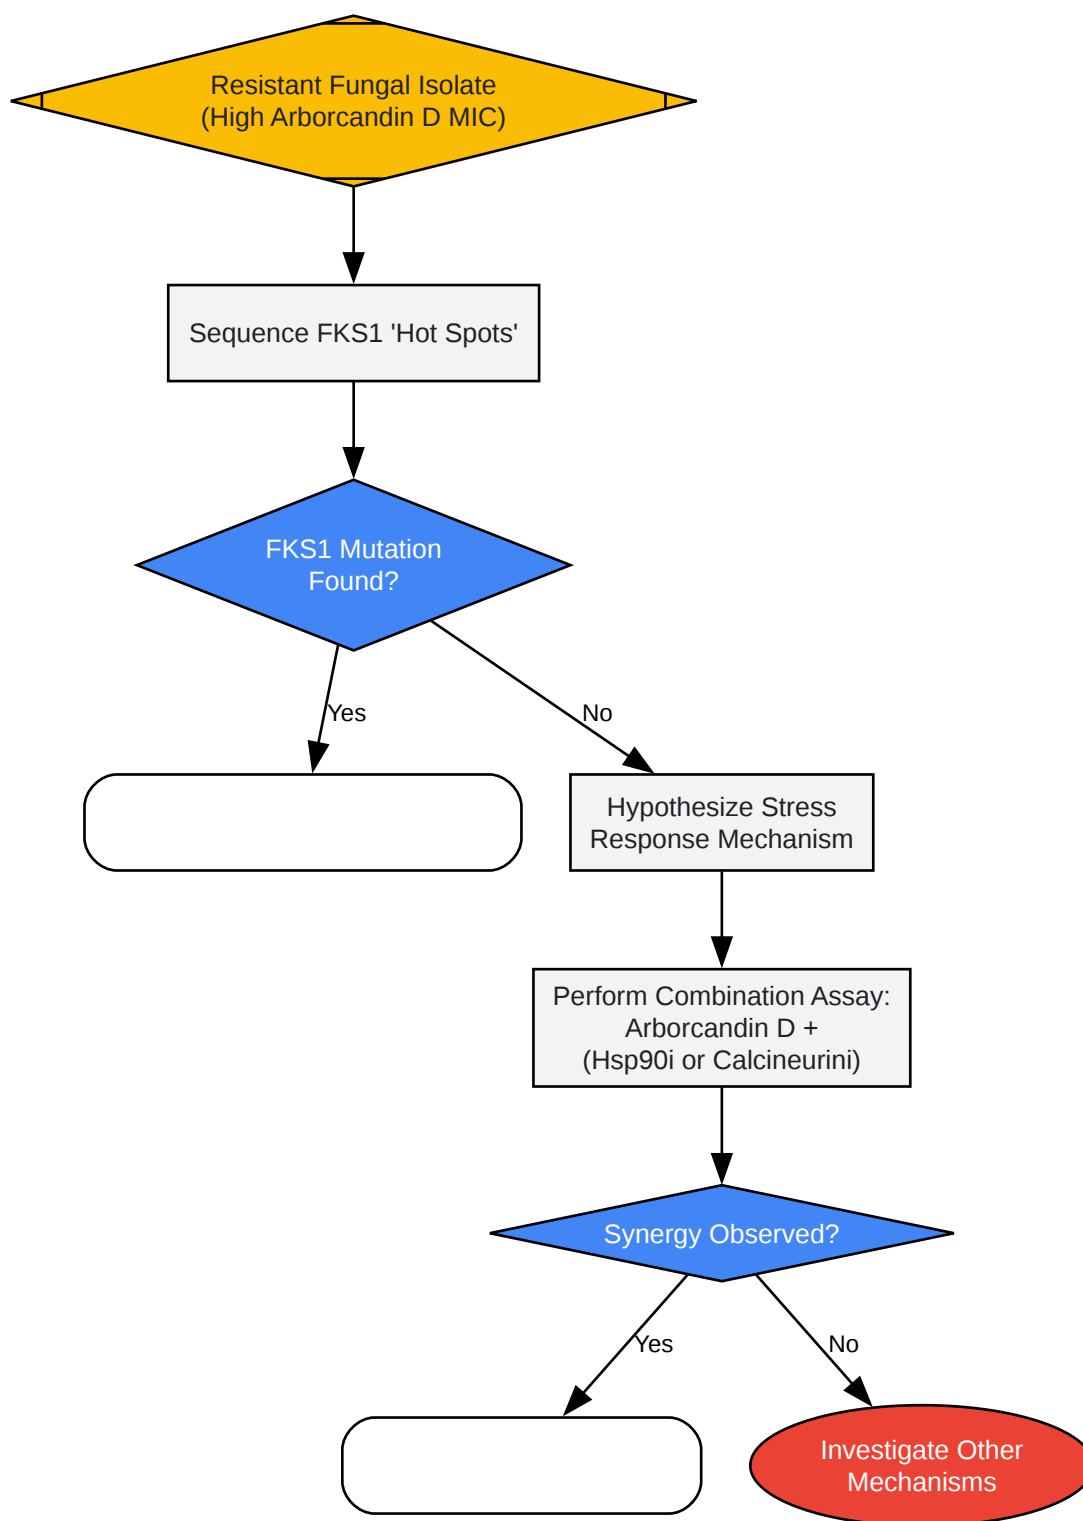 Resistant Fungal Isolate
(High Arborcandin D MIC)
Sequence FKS1 'Hot Spots'
FKS1 Mutation
Found?
Yes
No
Hypothesize Stress
Response Mechanism
Perform Combination Assay:
Arborcandin D +
(Hsp90i or Calcineurini)
Synergy Observed?
Yes
No
Investigate Other
Mechanisms